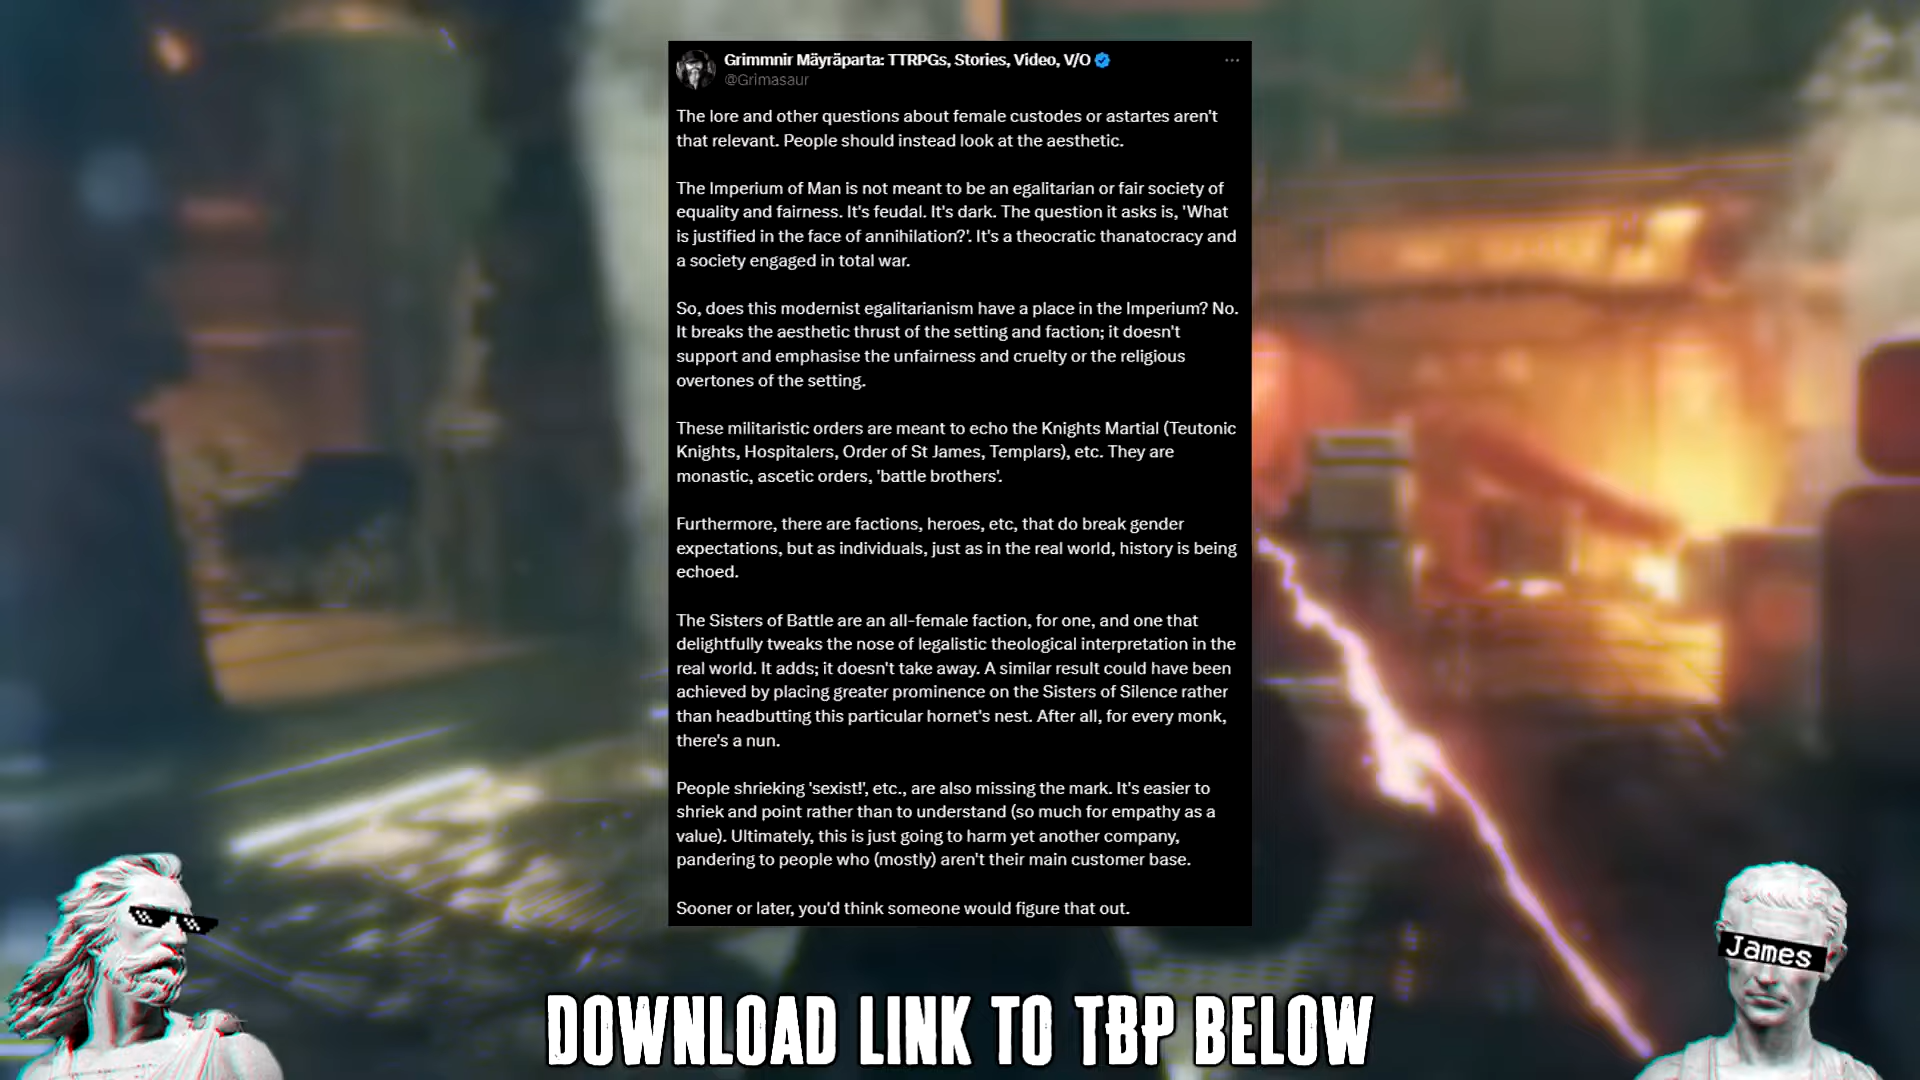 Grimmnir Mäyräparta: TTRPGs, Stories, Video, V/O
@Grimasaur
The lore and other questions about female custodes or astartes aren't
that relevant. People should instead look at the aesthetic.
The Imperium of Man is not meant to be an egalitarian or fair society of
equality and fairness. It's feudal. It's dark. The question it asks is, 'What
is justified in the face of annihilation?'. It's a theocratic thanatocracy and
a society engaged in total war.
So, does this modernist egalitarianism have a place in the Imperium? No.
It breaks the aesthetic thrust of the setting and faction; it doesn't
support and emphasise the unfairness and cruelty or the religious
overtones of the setting.
These militaristic orders are meant to echo the Knights Martial (Teutonic
Knights, Hospitalers, Order of St James, Templars), etc. They are
monastic, ascetic orders, 'battle brothers'.
Furthermore, there are factions, heroes, etc, that do break gender
expectations, but as individuals, just as in the real world, history is being
echoed.
The Sisters of Battle are an all-female faction, for one, and one that
delightfully tweaks the nose of legalistic theological interpretation in the
real world. It adds; it doesn't take away. A similar result could have been
achieved by placing greater prominence on the Sisters of Silence rather
than headbutting this particular hornet's nest. After all, for every monk,
there's a nun.
People shrieking 'sexist!', etc., are also missing the mark. It's easier to
shriek and point rather than to understand (so much for empathy as a
value). Ultimately, this is just going to harm yet another company,
pandering to people who (mostly) aren't their main customer base.
Sooner or later, you'd think someone would figure that out.
James
DOWNLOAD LINK TO TBP BELOW